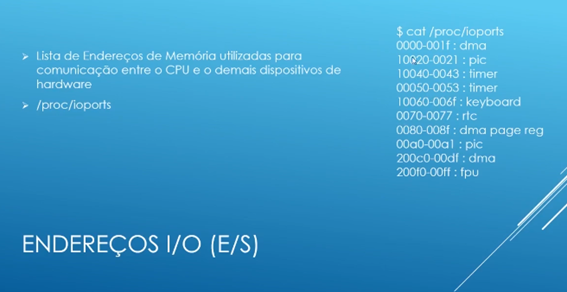 Lista de Endereços de Memória utilizadas para
comunicação entre o CPU e o demais dispositivos de
hardware
/proc/ioports
$ cat /proc/ioports
0000-001f : dma
10020-0021 : pic
10040-0043 : timer
00050-0053 : timer
10060-006f : keyboard
0070-0077 : rtc
0080-008f : dma page reg
00a0-00a1 : pic
200c0-00df : dma
200f0-00ff : fpu
ENDEREÇOS I/O (E/S)